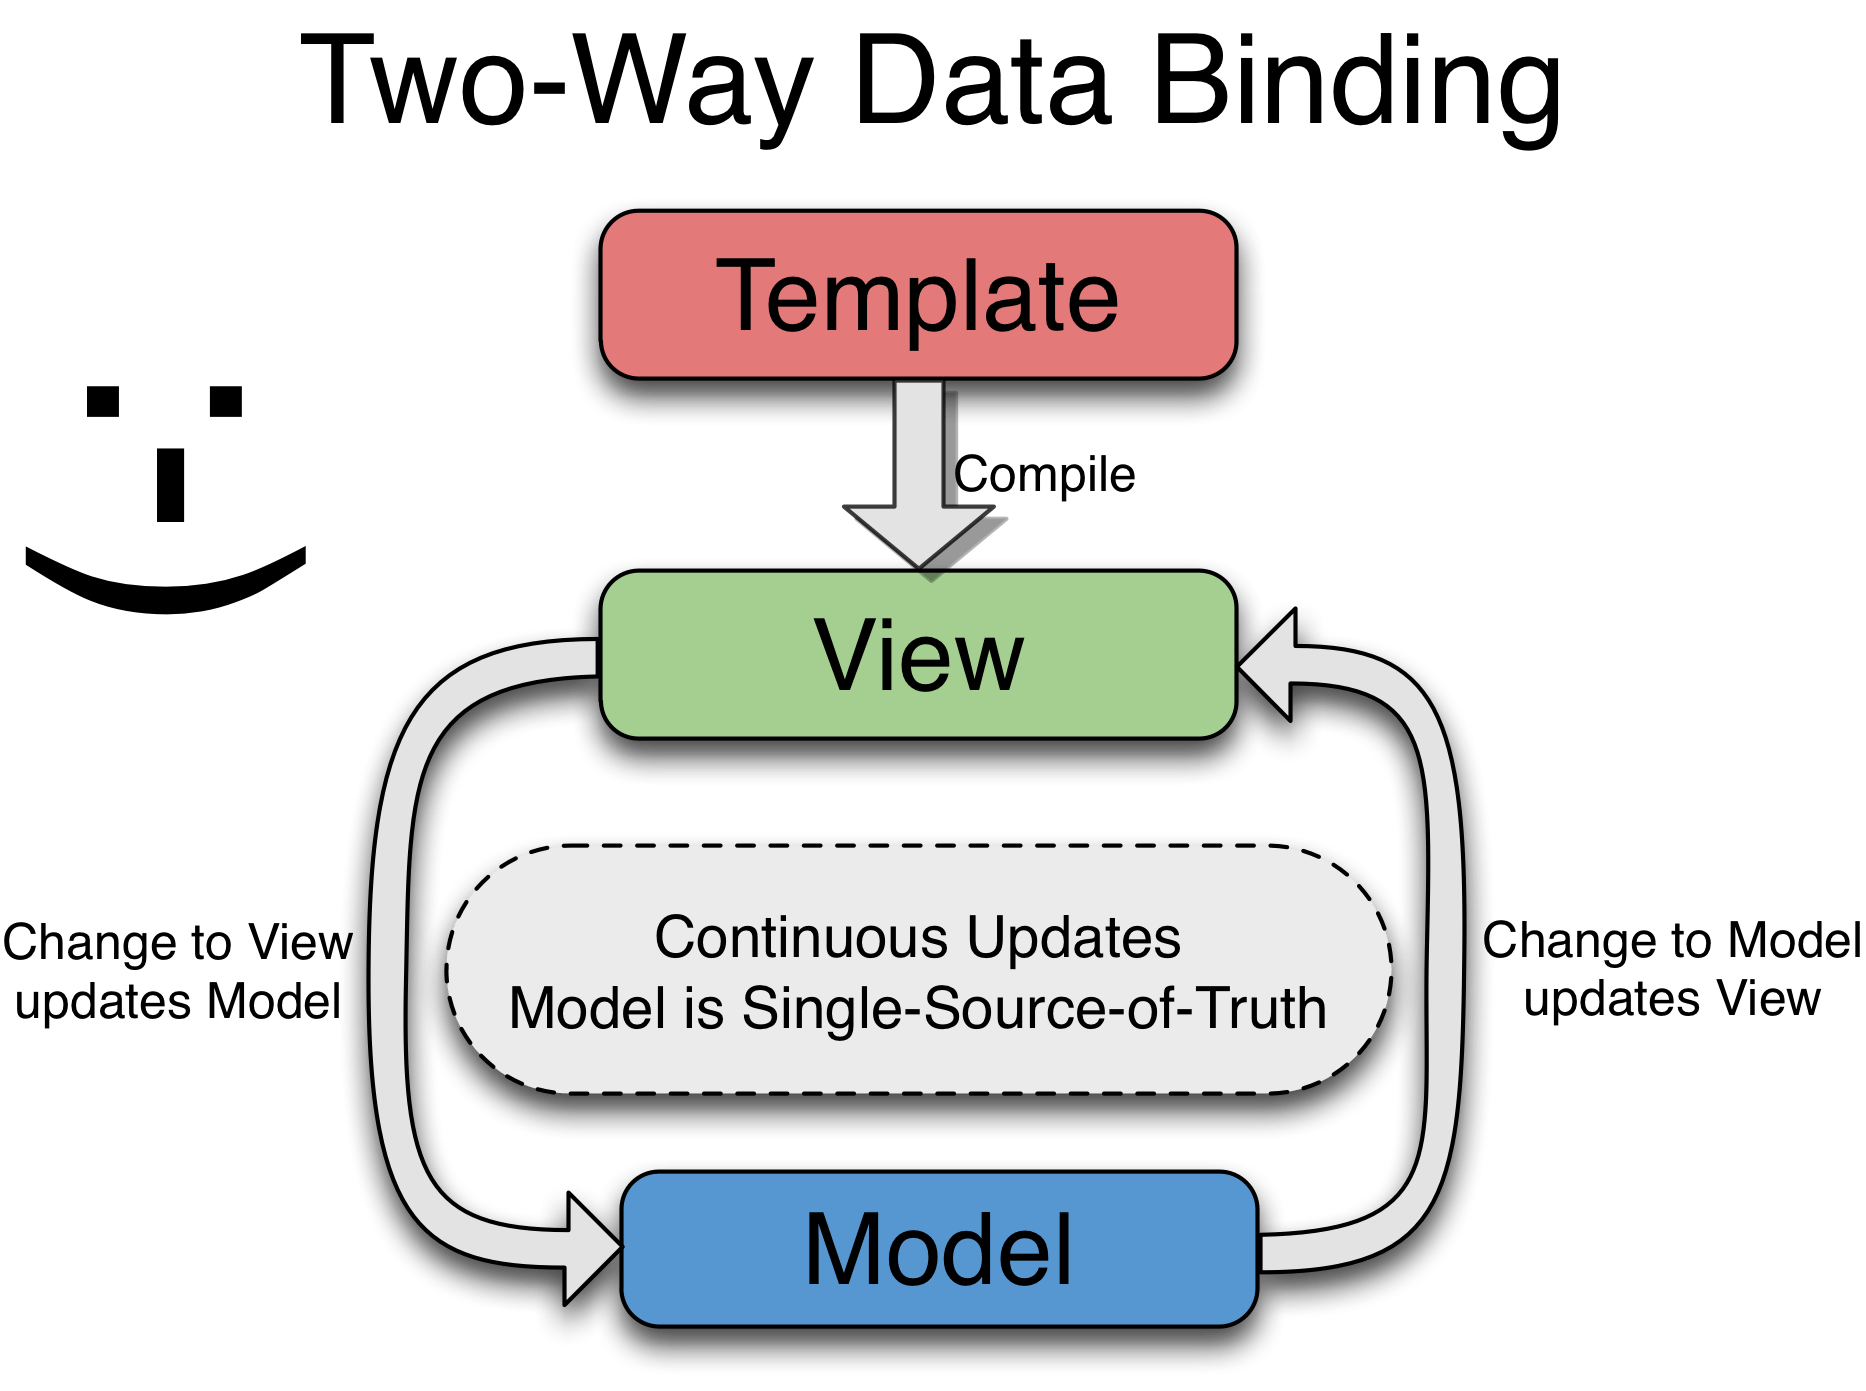 Two-Way Data Binding
Template
Compile
View
Change to View
updates Model
Continuous Updates
Model is Single-Source-of-Truth
Change to Model
updates View
Model